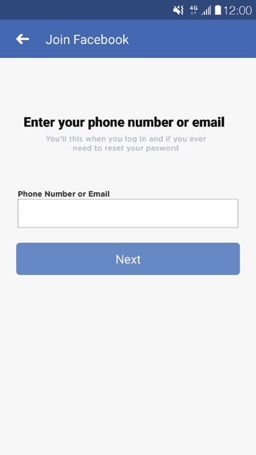 4G 12:00
Join Facebook
Enter your phone number or email
You'll this when you log in and if you ever
need to reset your pasword
Phone Number or Email
Next